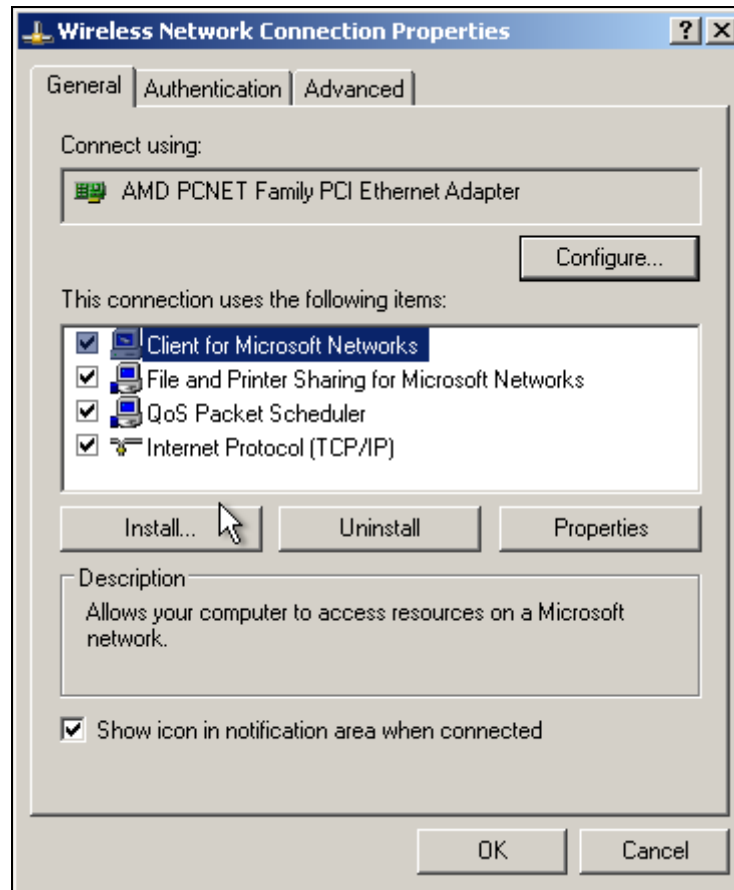 Wireless Network Connection Properties
General Authentication Advanced
Connect using:
AMD PCNET Family PCI Ethernet Adapter
Configure...
This connection uses the following items:
Client for Microsoft Networks
File and Printer Sharing for Microsoft Networks
QoS Packet Scheduler
Internet Protocol (TCP/IP)
Install... Uninstall Properties
Description
Allows your computer to access resources on a Microsoft
network.
Show icon in notification area when connected
OK Cancel